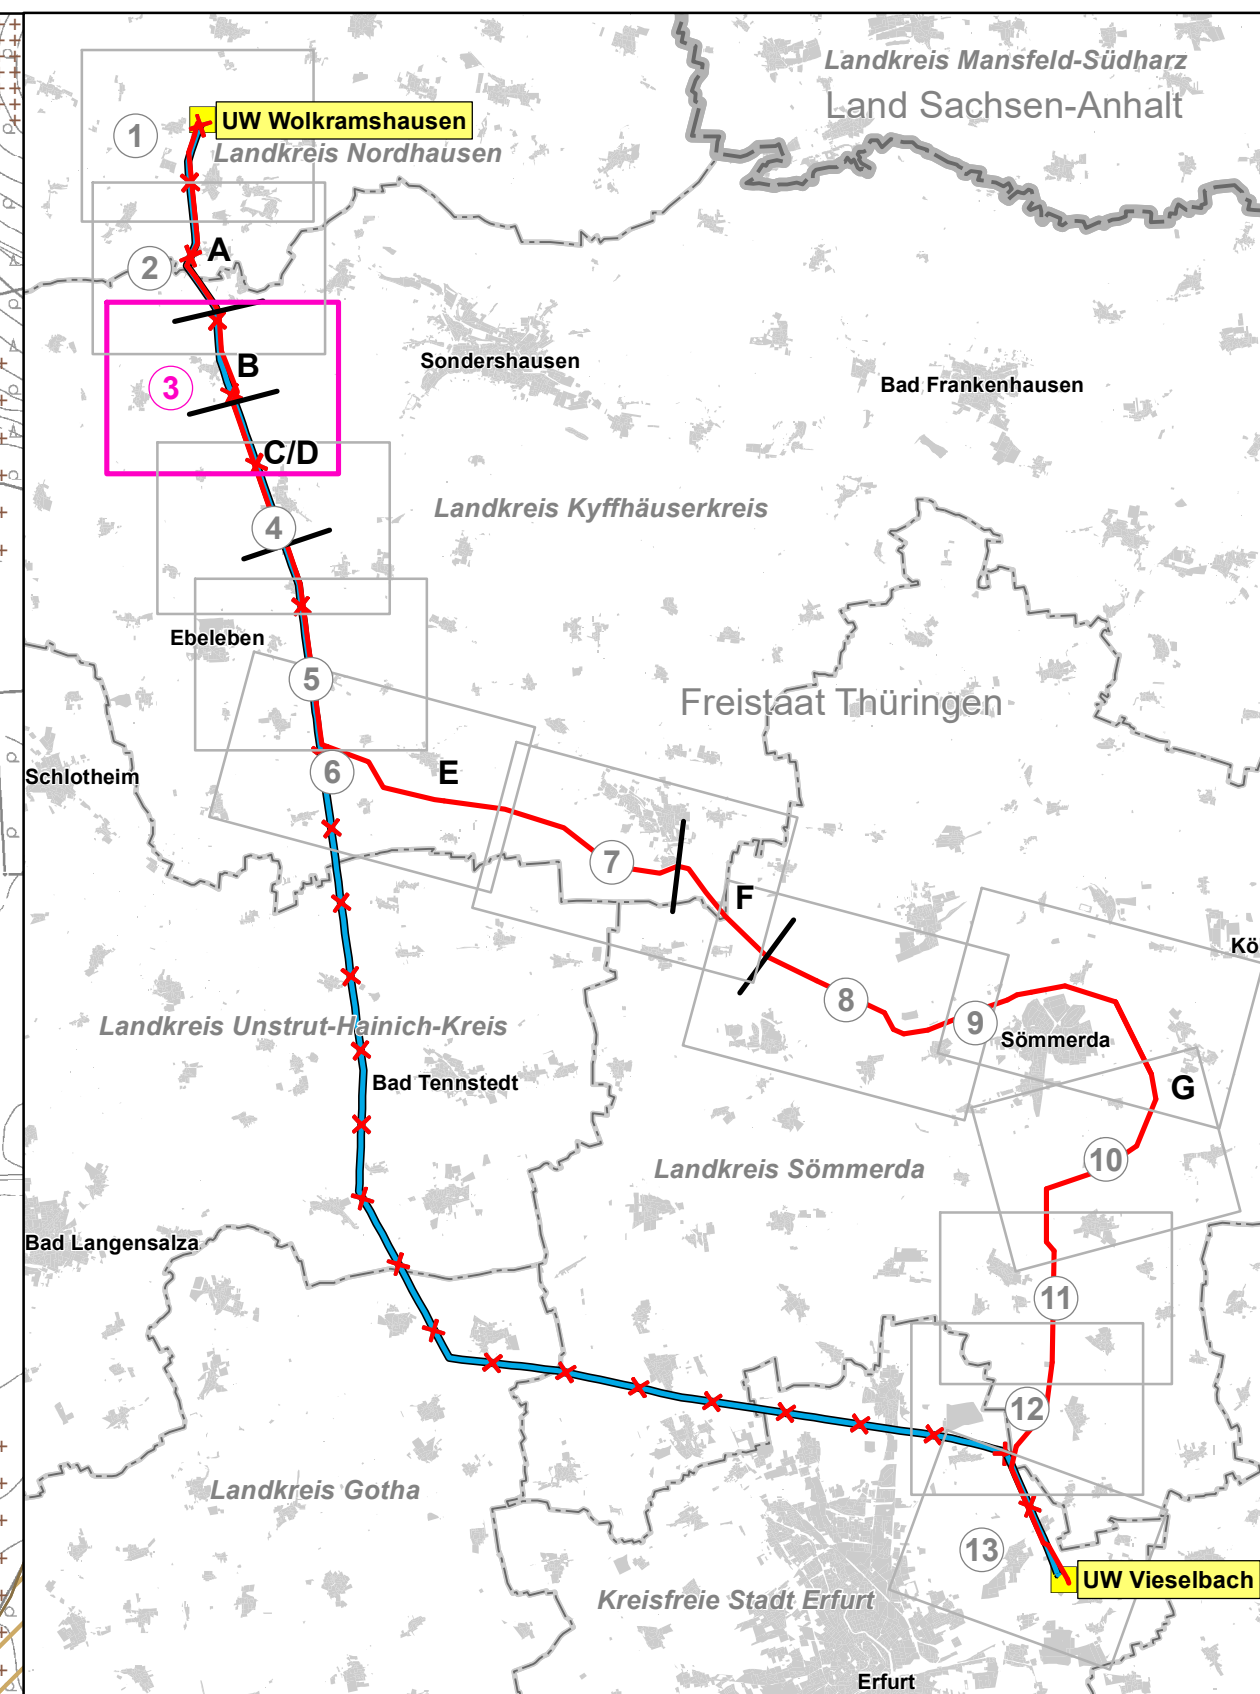 Landkreis Mansfeld-Südharz
Land Sachsen-Anhalt
1
UW Wolkramshausen
Landkreis Nordhausen
A
2
B
3
Sondershausen
Bad Frankenhausen
C/D
4
Landkreis Kyffhäuserkreis
Ebeleben
5
Freistaat Thüringen
Schlotheim
6
E
7
F
Kö
8
9
Landkreis Unstrut-Hainich-Kreis
Sömmerda
Bad Tennstedt
G
10
Landkreis Sömmerda
Bad Langensalza
11
12
Landkreis Gotha
13
UW Vieselbach
Kreisfreie Stadt Erfurt
Erfurt